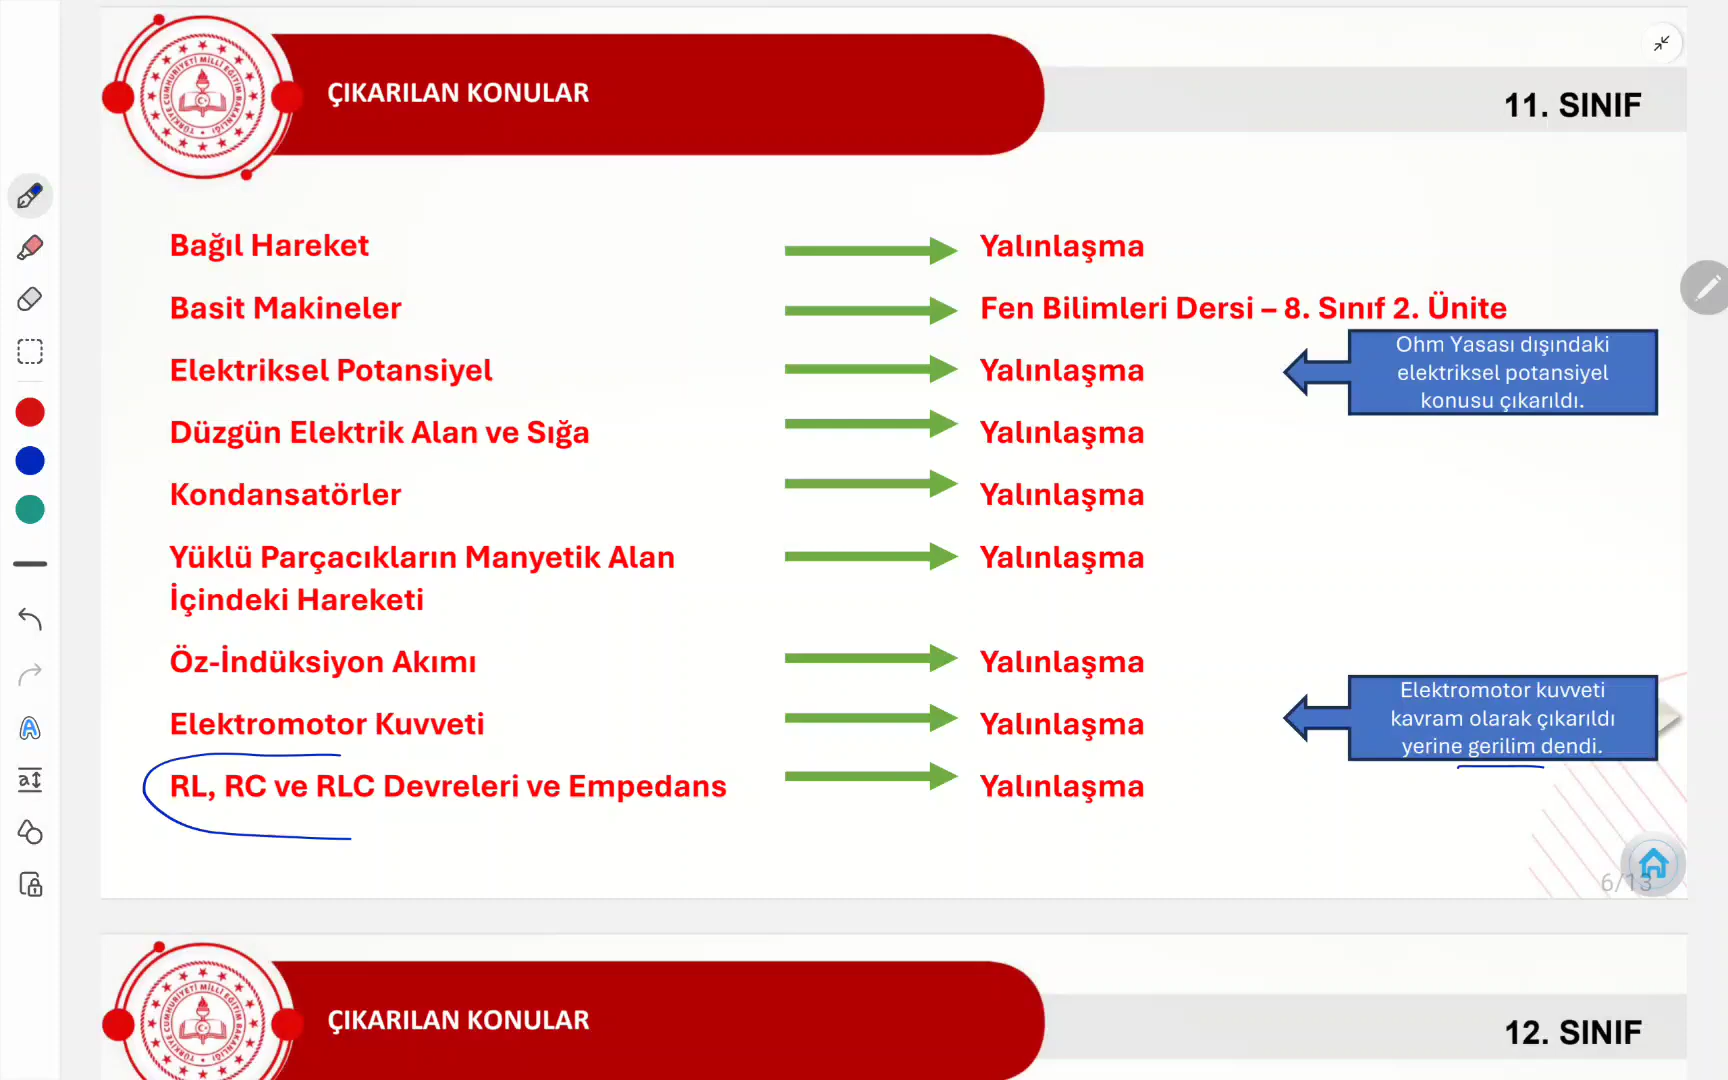 ÇIKARILAN KONULAR
11. SINIF
Bağıl Hareket
Yalınlaşma
Basit Makineler
Fen Bilimleri Dersi – 8. Sınıf 2. Ünite
Elektriksel Potansiyel
Yalınlaşma
Ohm Yasası dışındaki
elektriksel potansiyel
konusu çıkarıldı.
Düzgün Elektrik Alan ve Sığa
Yalınlaşma
Kondansatörler
Yalınlaşma
Yüklü Parçacıkların Manyetik Alan
İçindeki Hareketi
Yalınlaşma
Öz-İndüksiyon Akımı
Yalınlaşma
Elektromotor Kuvveti
Yalınlaşma
Elektromotor kuvveti
kavram olarak çıkarıldı
yerine gerilim dendi.
RL, RC ve RLC Devreleri ve Empedans
Yalınlaşma
6/13
ÇIKARILAN KONULAR
12. SINIF